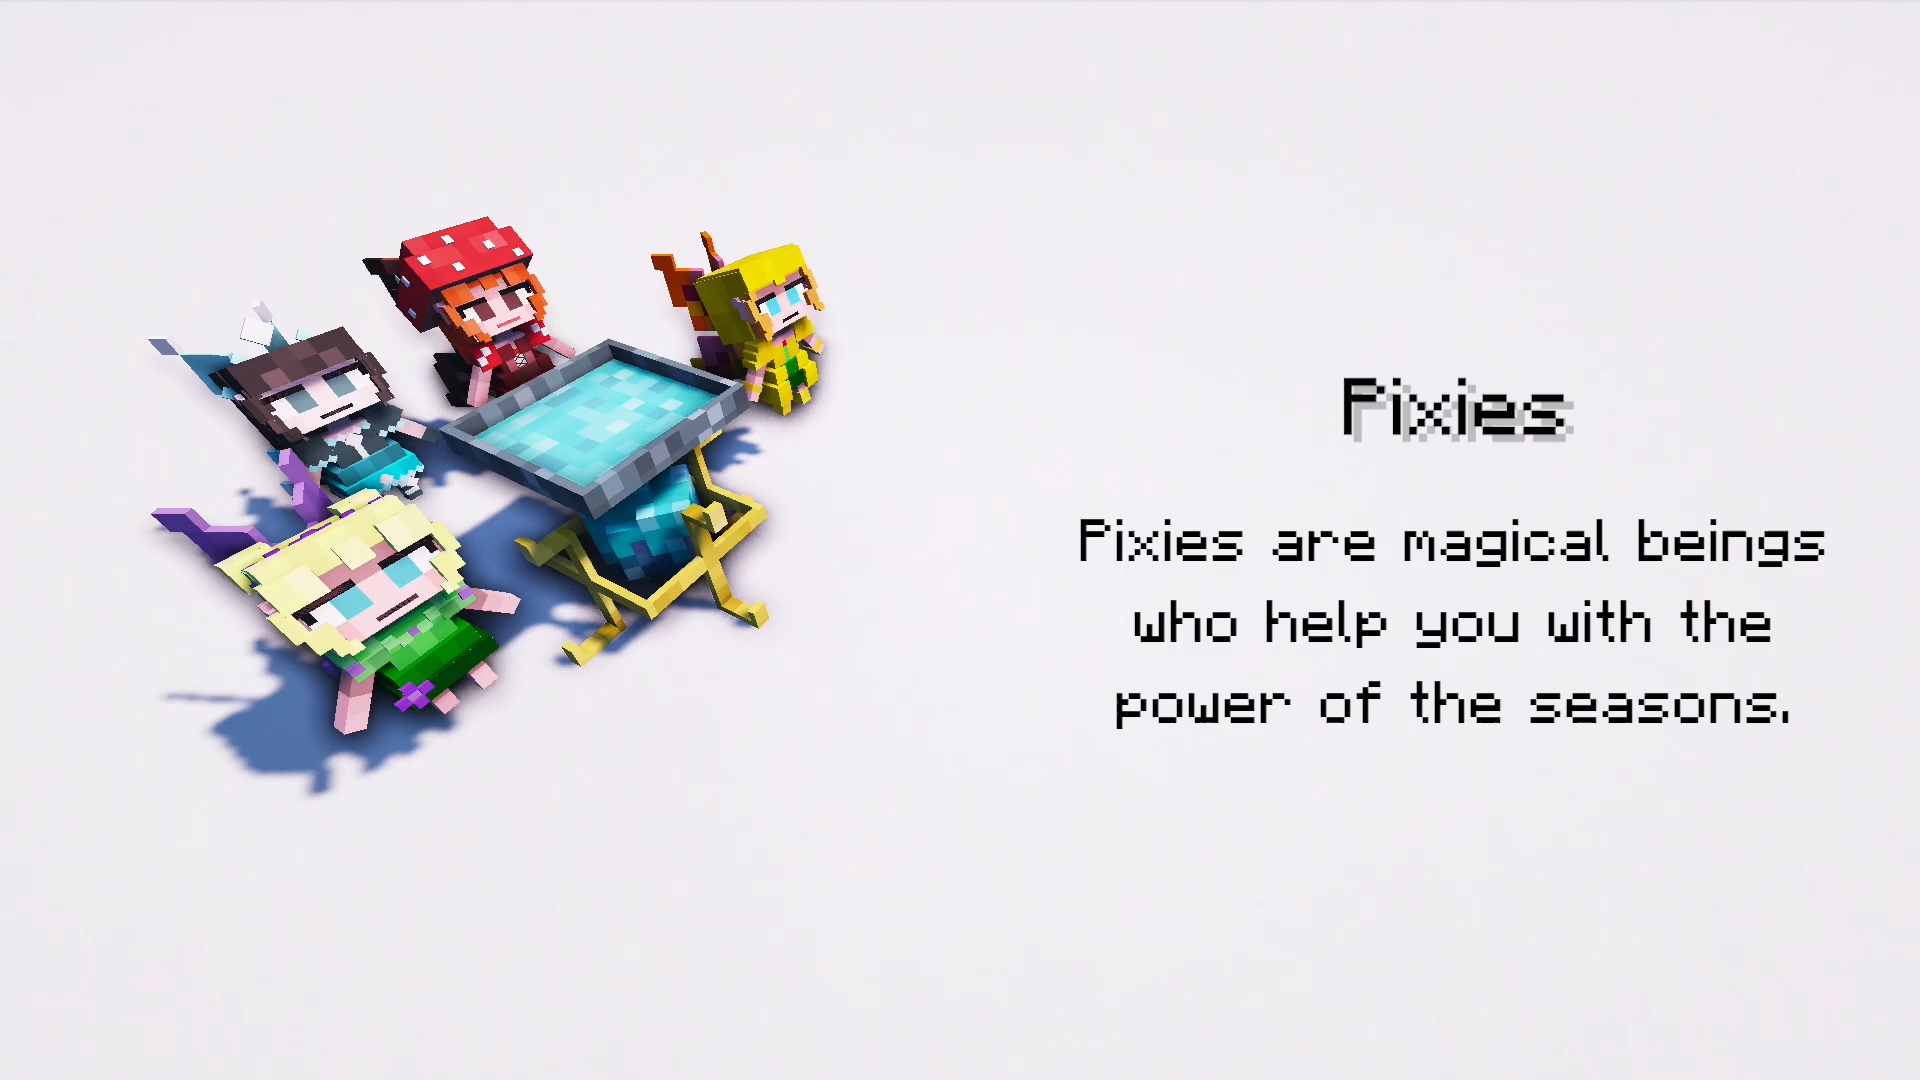 Pixies
Pixies are magical beings
who help you with the
power of the seasons.